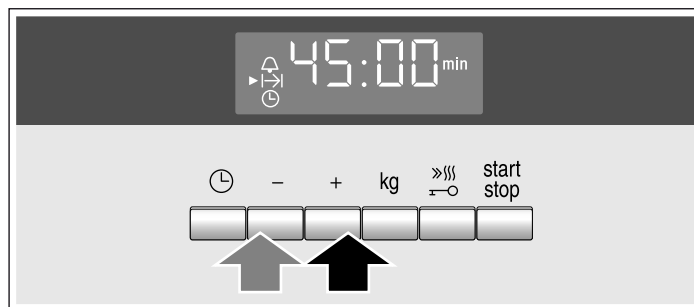 45:00 min
− + kg start
stop